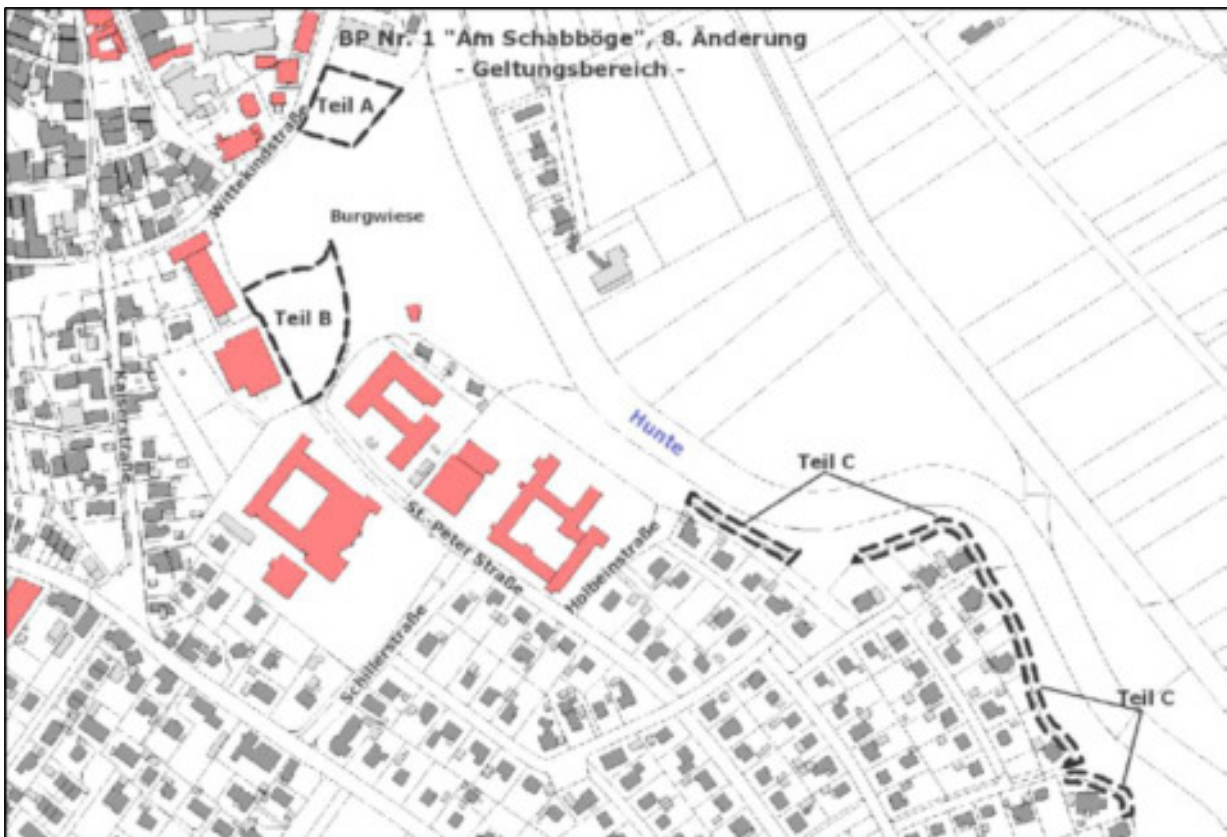 BP Nr. 1 "Am Schabböge", 8. Änderung
- Geltungsbereich -
Teil A
Wittekindstraße
Burgwiese
Teil B
Kaiserstraße
Hunte
Teil C
St.-Peter Straße
Holbeinstraße
Schillerstraße
Teil C